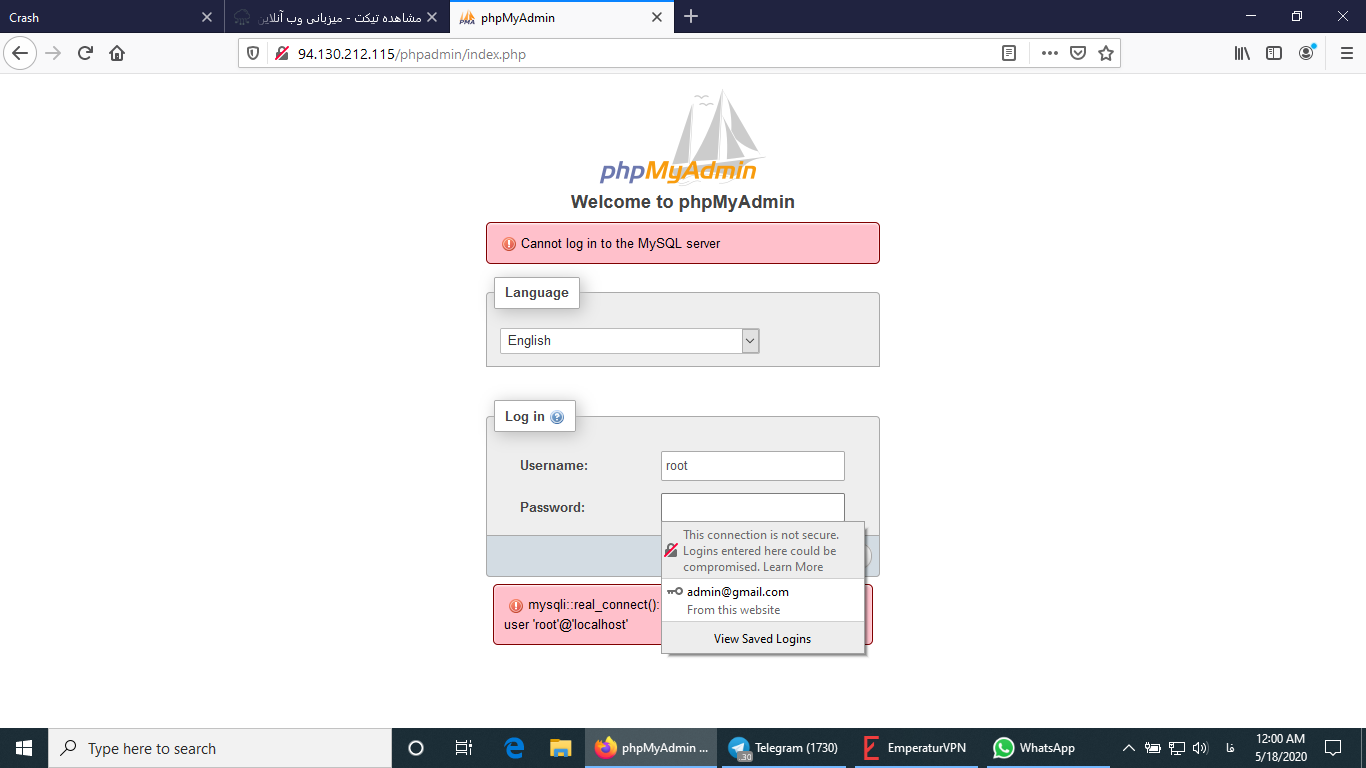 Crash
مشاهده تیکت - میزبانی وب آنلاین
phpMyAdmin
94.130.212.115/phpadmin/index.php
phpMyAdmin
Welcome to phpMyAdmin
Cannot log in to the MySQL server
Language
English
Log in
Username:
root
Password:
This connection is not secure.
Logins entered here could be
compromised. Learn More
admin@gmail.com
From this website
View Saved Logins
mysqli::real_connect():
user 'root'@'localhost'
Type here to search
phpMyAdmin ...
Telegram (1730)
.30
EmperaturVPN
WhatsApp
فا
12:00 AM
5/18/2020